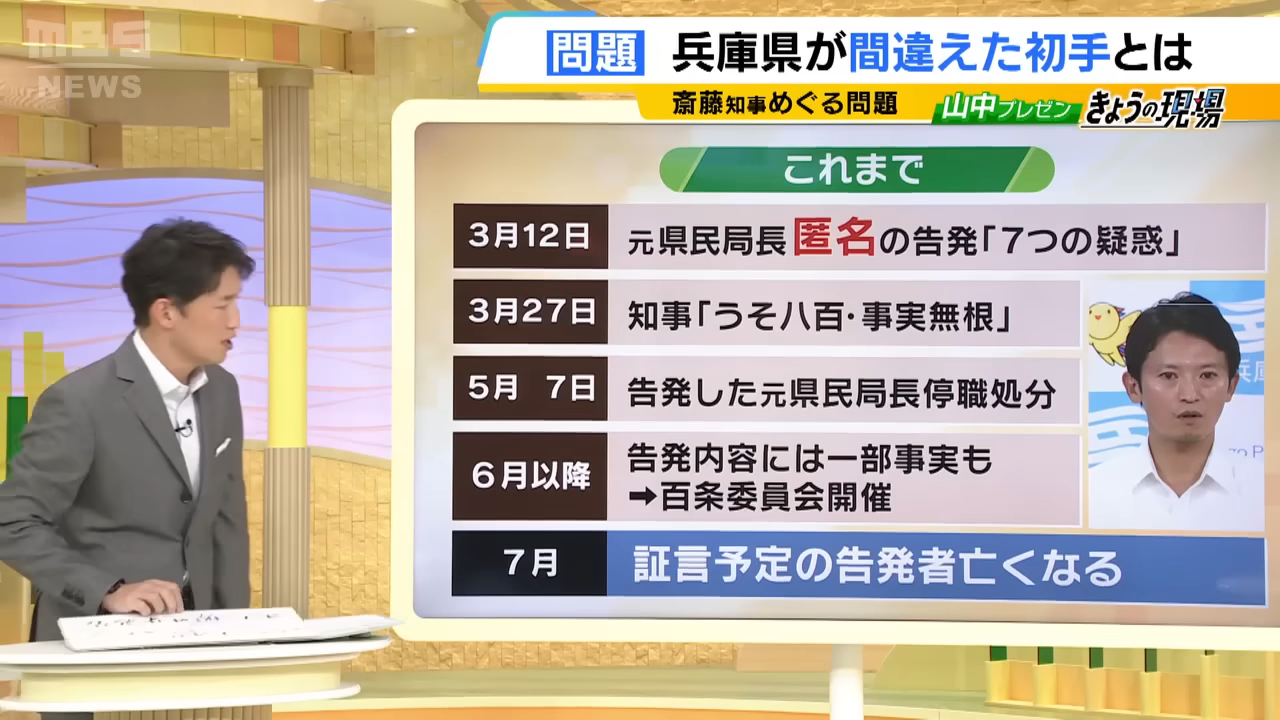 MBS
NEWS
問題 兵庫県が間違えた初手とは
斎藤知事めぐる問題 山中プレゼン きょうの現場
これまで
3月12日 元県民局長 匿名の告発「7つの疑惑」
3月27日 知事「うそ八百・事実無根」
5月 7日 告発した元県民局長停職処分
6月以降 告発内容には一部事実も
➡百条委員会開催
7月 証言予定の告発者亡くなる